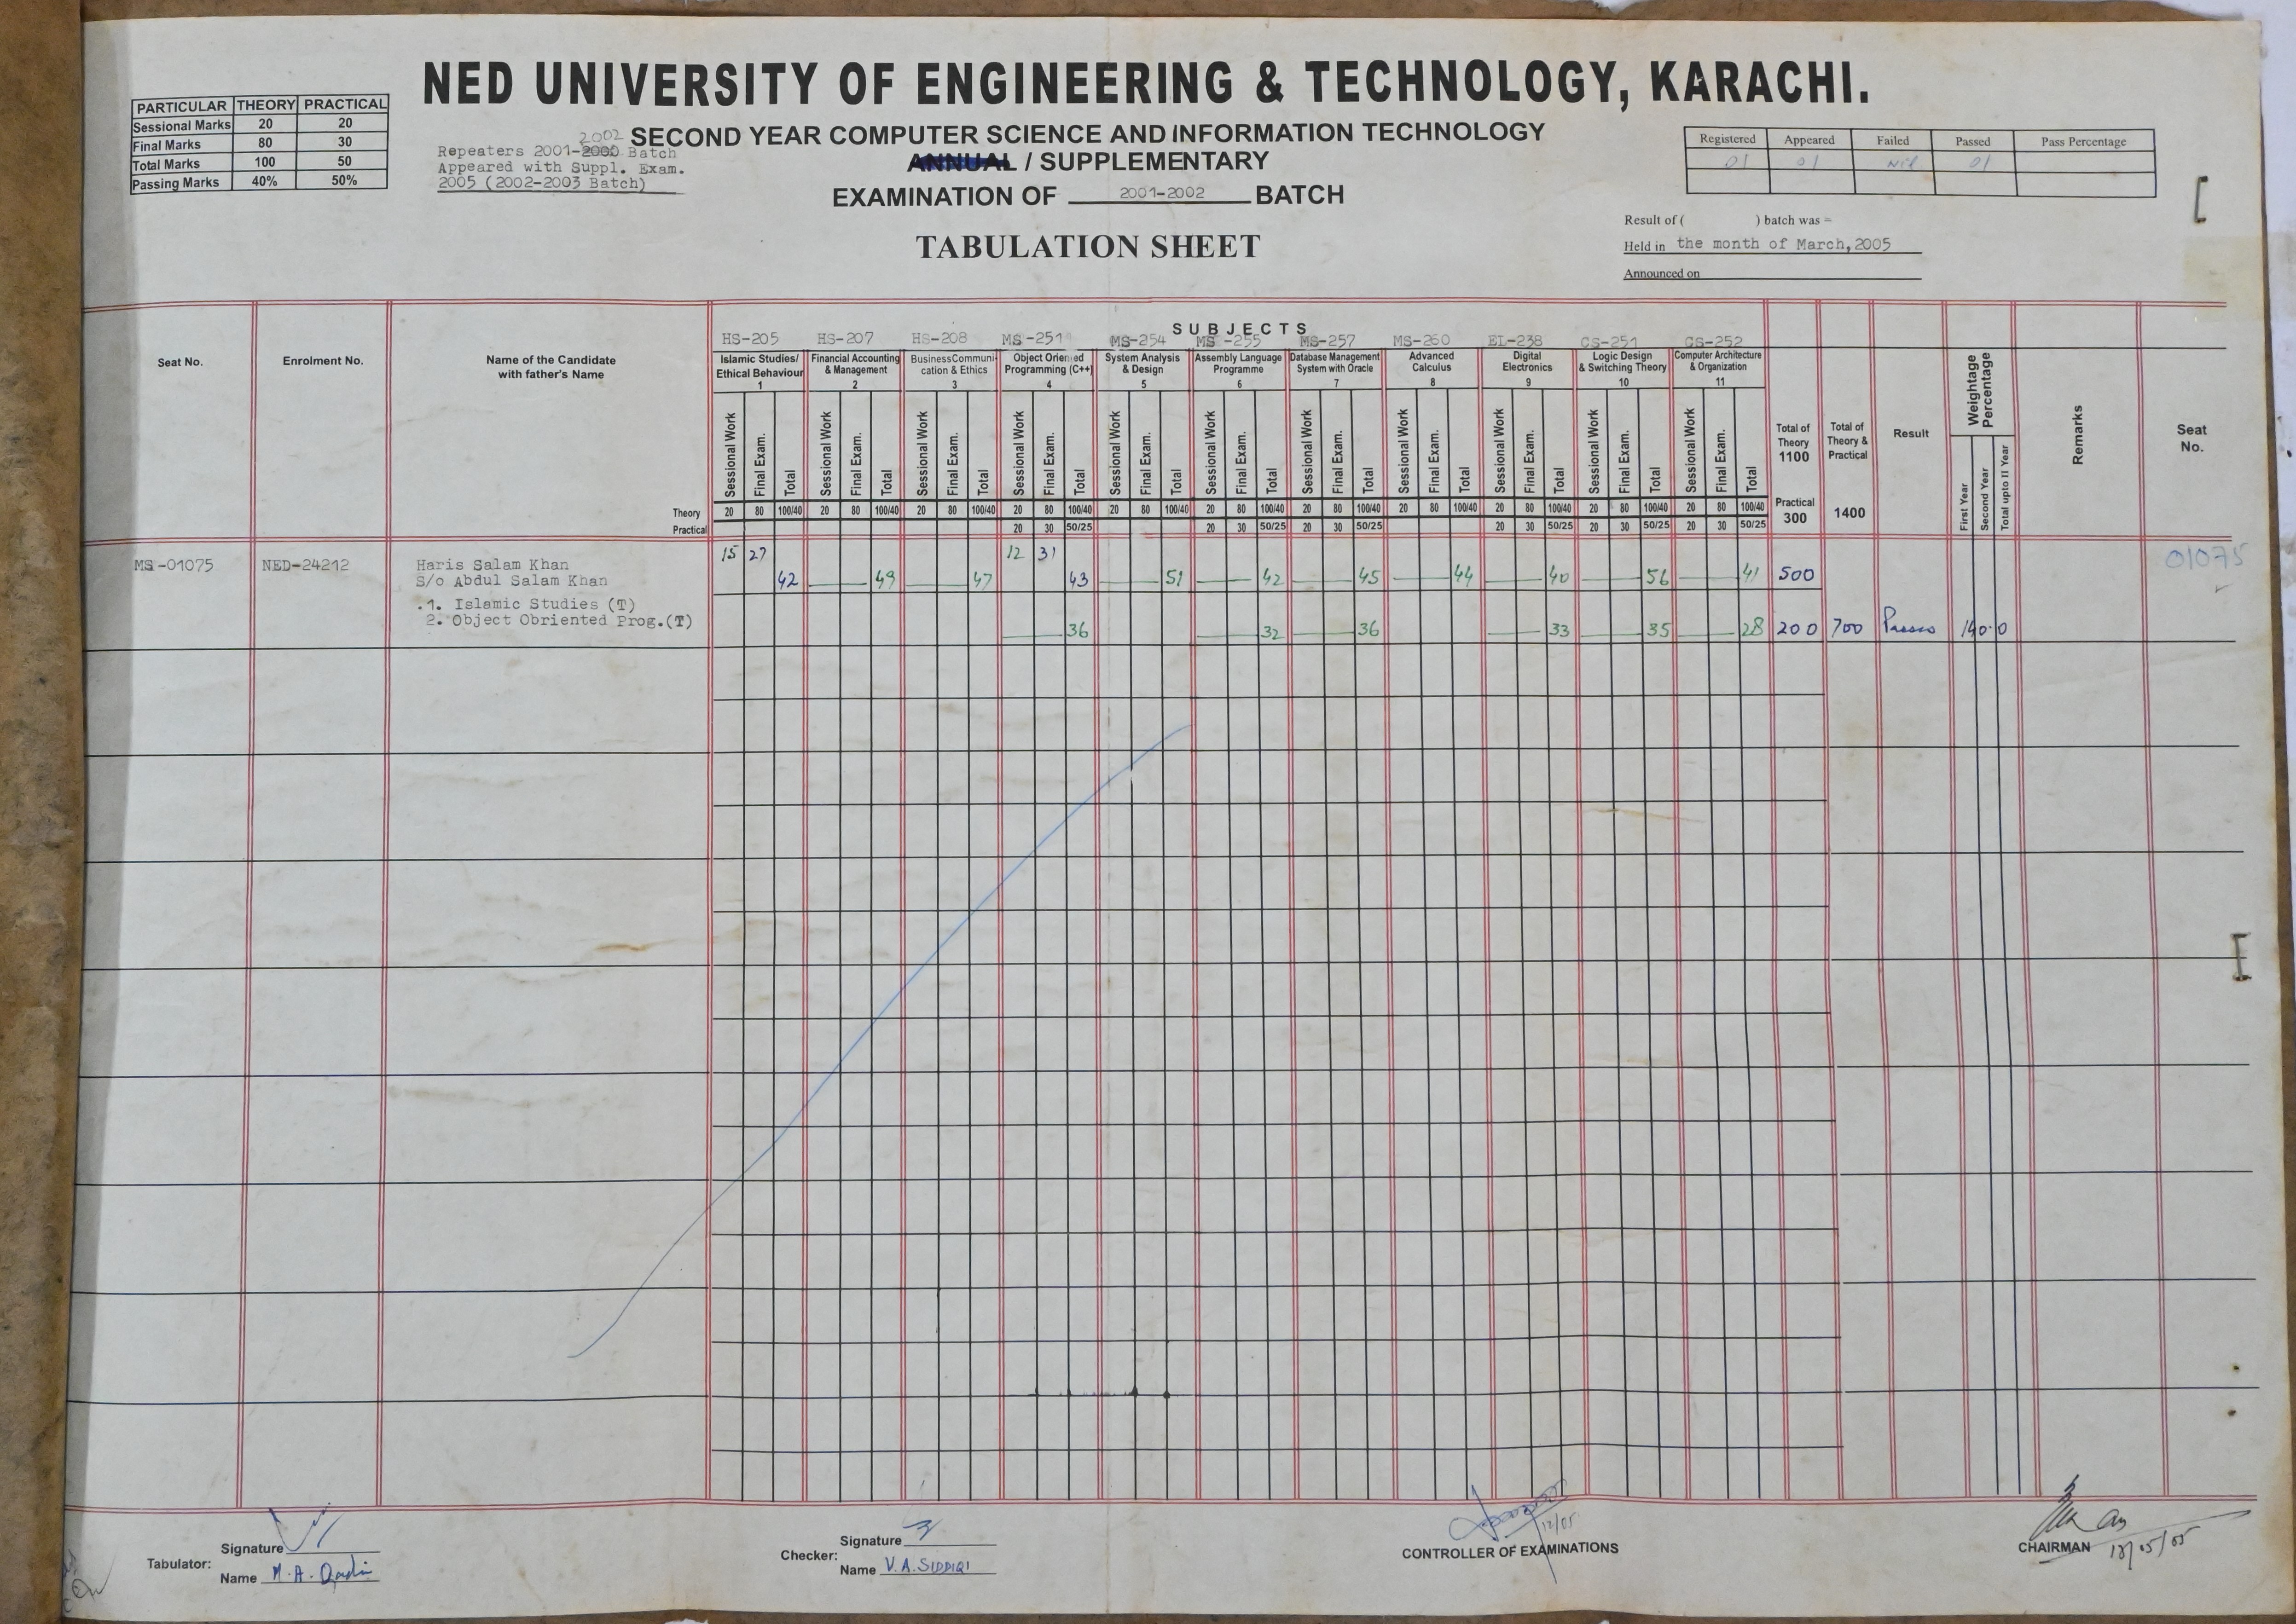 NED UNIVERSITY OF ENGINEERING & TECHNOLOGY, KARACHI.
PARTICULAR THEORY PRACTICAL
Sessional Marks 20 20
Final Marks 80 30
Total Marks 100 50
Passing Marks 40% 50%
2002
Repeaters 2001-2000 Batch
Appeared with Suppl. Exam.
2005 (2002-2003 Batch)
SECOND YEAR COMPUTER SCIENCE AND INFORMATION TECHNOLOGY
ANNUAL / SUPPLEMENTARY
EXAMINATION OF 2001-2002 BATCH
TABULATION SHEET
Registered Appeared Failed Passed Pass Percentage
01 01 Nil 01
Result of ( ) batch was =
Held in the month of March, 2005
Announced on
SUBJECTS
HS-205 HS-207 HS-208 MS-251 MS-254 MS-255 MS-257 MS-260 EL-238 CS-251 CS-252
Seat No. Enrolment No. Name of the Candidate with father's Name
Islamic Studies/ Ethical Behaviour 1
Financial Accounting & Management 2
Business Communication & Ethics 3
Object Oriened Programming (C++) 4
System Analysis & Design 5
Assembly Language Programme 6
Database Management System with Oracle 7
Advanced Calculus 8
Digital Electronics 9
Logic Design & Switching Theory 10
Computer Architecture & Organization 11
Sessional Work Final Exam. Total Sessional Work Final Exam. Total Sessional Work Final Exam. Total Sessional Work Final Exam. Total Sessional Work Final Exam. Total Sessional Work Final Exam. Total Sessional Work Final Exam. Total Sessional Work Final Exam. Total Sessional Work Final Exam. Total Sessional Work Final Exam. Total Sessional Work Final Exam. Total
Total of Theory 1100
Practical 300
Total of Theory & Practical
1400
Result
Weightage Percentage
First Year Second Year Total upto II Year
Remarks
Seat No.
Theory 20 80 100/40 20 80 100/40 20 80 100/40 20 80 100/40 20 80 100/40 20 80 100/40 20 80 100/40 20 80 100/40 20 80 100/40 20 80 100/40 20 80 100/40
Practical 20 30 50/25 20 30 50/25 20 30 50/25 20 30 50/25 20 30 50/25 20 30 50/25
15 27 12 31
MS-01075 NED-24212 Haris Salam Khan 01075
S/o Abdul Salam Khan 42 49 47 43 51 42 45 44 40 56 41 500
.1. Islamic Studies (T)
2. Object Obriented Prog.(T) 36 32 36 33 35 28 200 700 Passes 140.0
Tabulator: Signature
Name M.A. Qadir
Checker: Signature
Name V.A. SIDDIQI
12/05
CONTROLLER OF EXAMINATIONS
CHAIRMAN 18/05/05